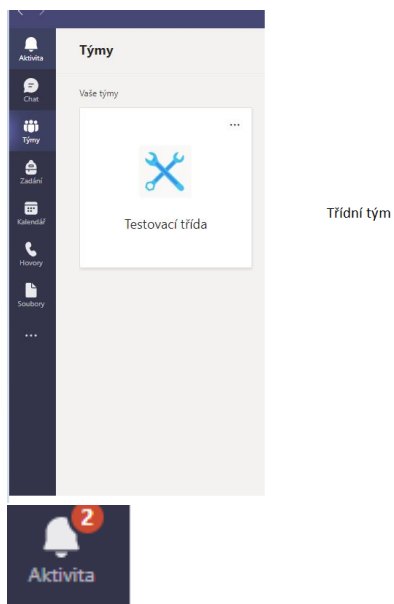 Aktivita
Týmy
Chat
Vaše týmy
Týmy
...
Zadání
Testovací třída
Třídní tým
Kalendář
Hovory
Soubory
...
2
Aktivita